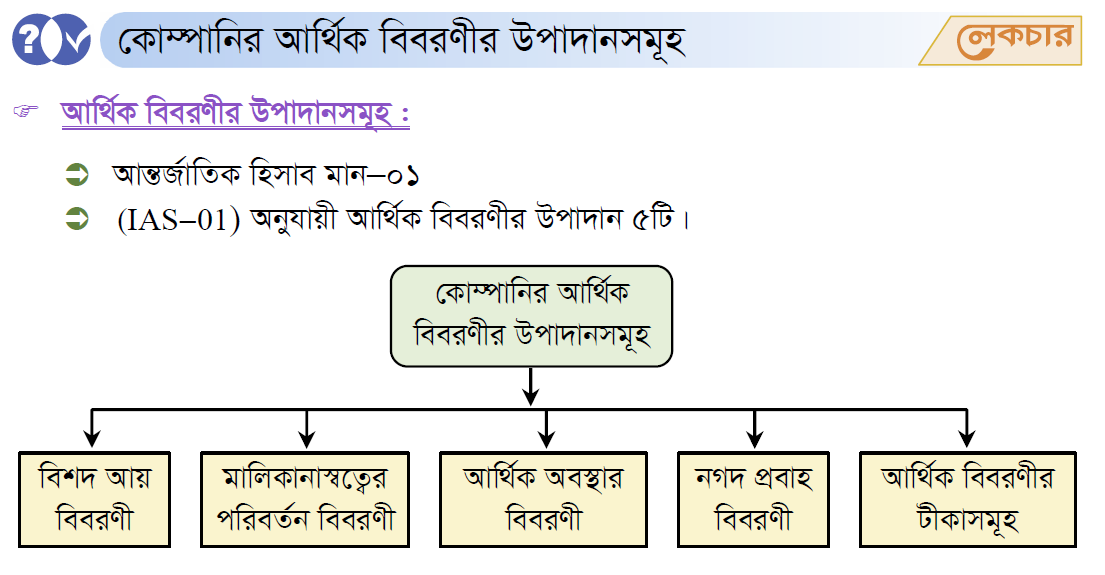 কোম্পানির আর্থিক বিবরণীর উপাদানসমূহ
লেকচার
আর্থিক বিবরণীর উপাদানসমূহ :
আন্তর্জাতিক হিসাব মান–০১
(IAS–01) অনুযায়ী আর্থিক বিবরণীর উপাদান ৫টি।
কোম্পানির আর্থিক
বিবরণীর উপাদানসমূহ
বিশদ আয়
বিবরণী
মালিকানাস্বত্বের
পরিবর্তন বিবরণী
আর্থিক অবস্থার
বিবরণী
নগদ প্রবাহ
বিবরণী
আর্থিক বিবরণীর
টীকাসমূহ